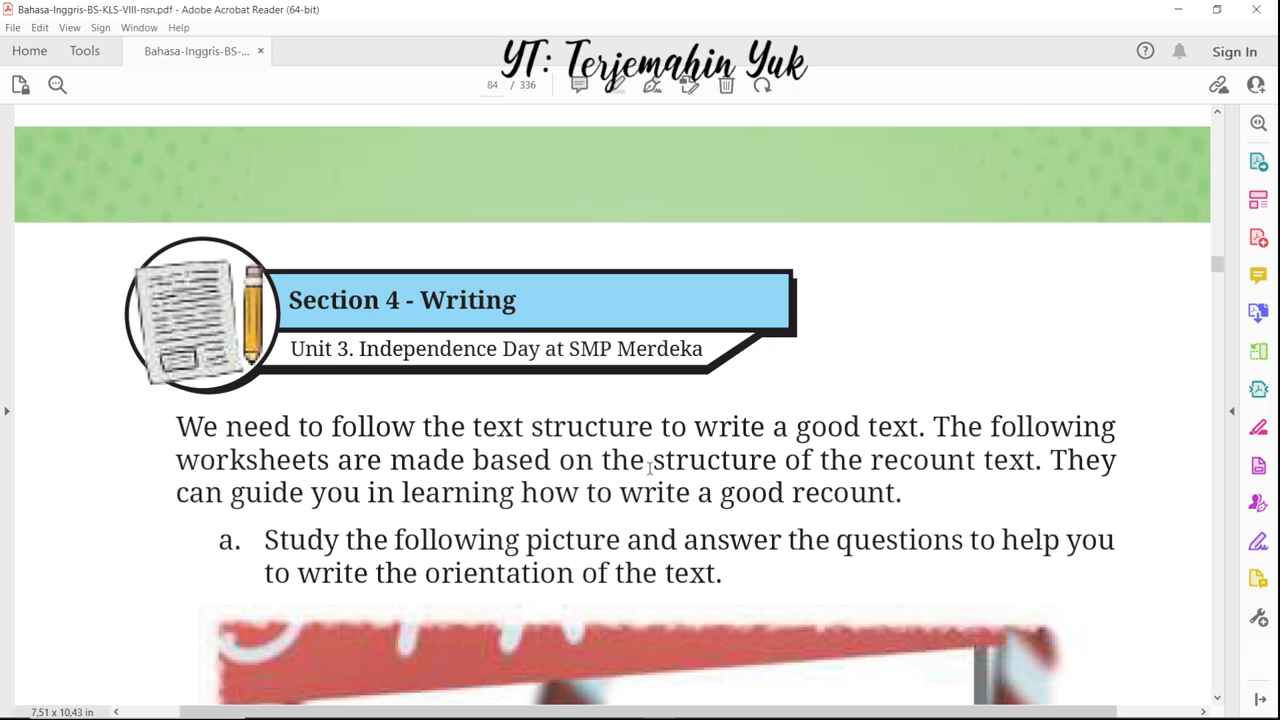 Bahasa-Inggris-BS-KLS-VIII-nsn.pdf - Adobe Acrobat Reader (64-bit)
File Edit View Sign Window Help
Home Tools Bahasa-Inggris-BS-... × Sign In
YT: Terjemahin Yuk
84 / 336
Section 4 - Writing
Unit 3. Independence Day at SMP Merdeka
We need to follow the text structure to write a good text. The following
worksheets are made based on the structure of the recount text. They
can guide you in learning how to write a good recount.
a. Study the following picture and answer the questions to help you
to write the orientation of the text.
7,51 x 10,43 in